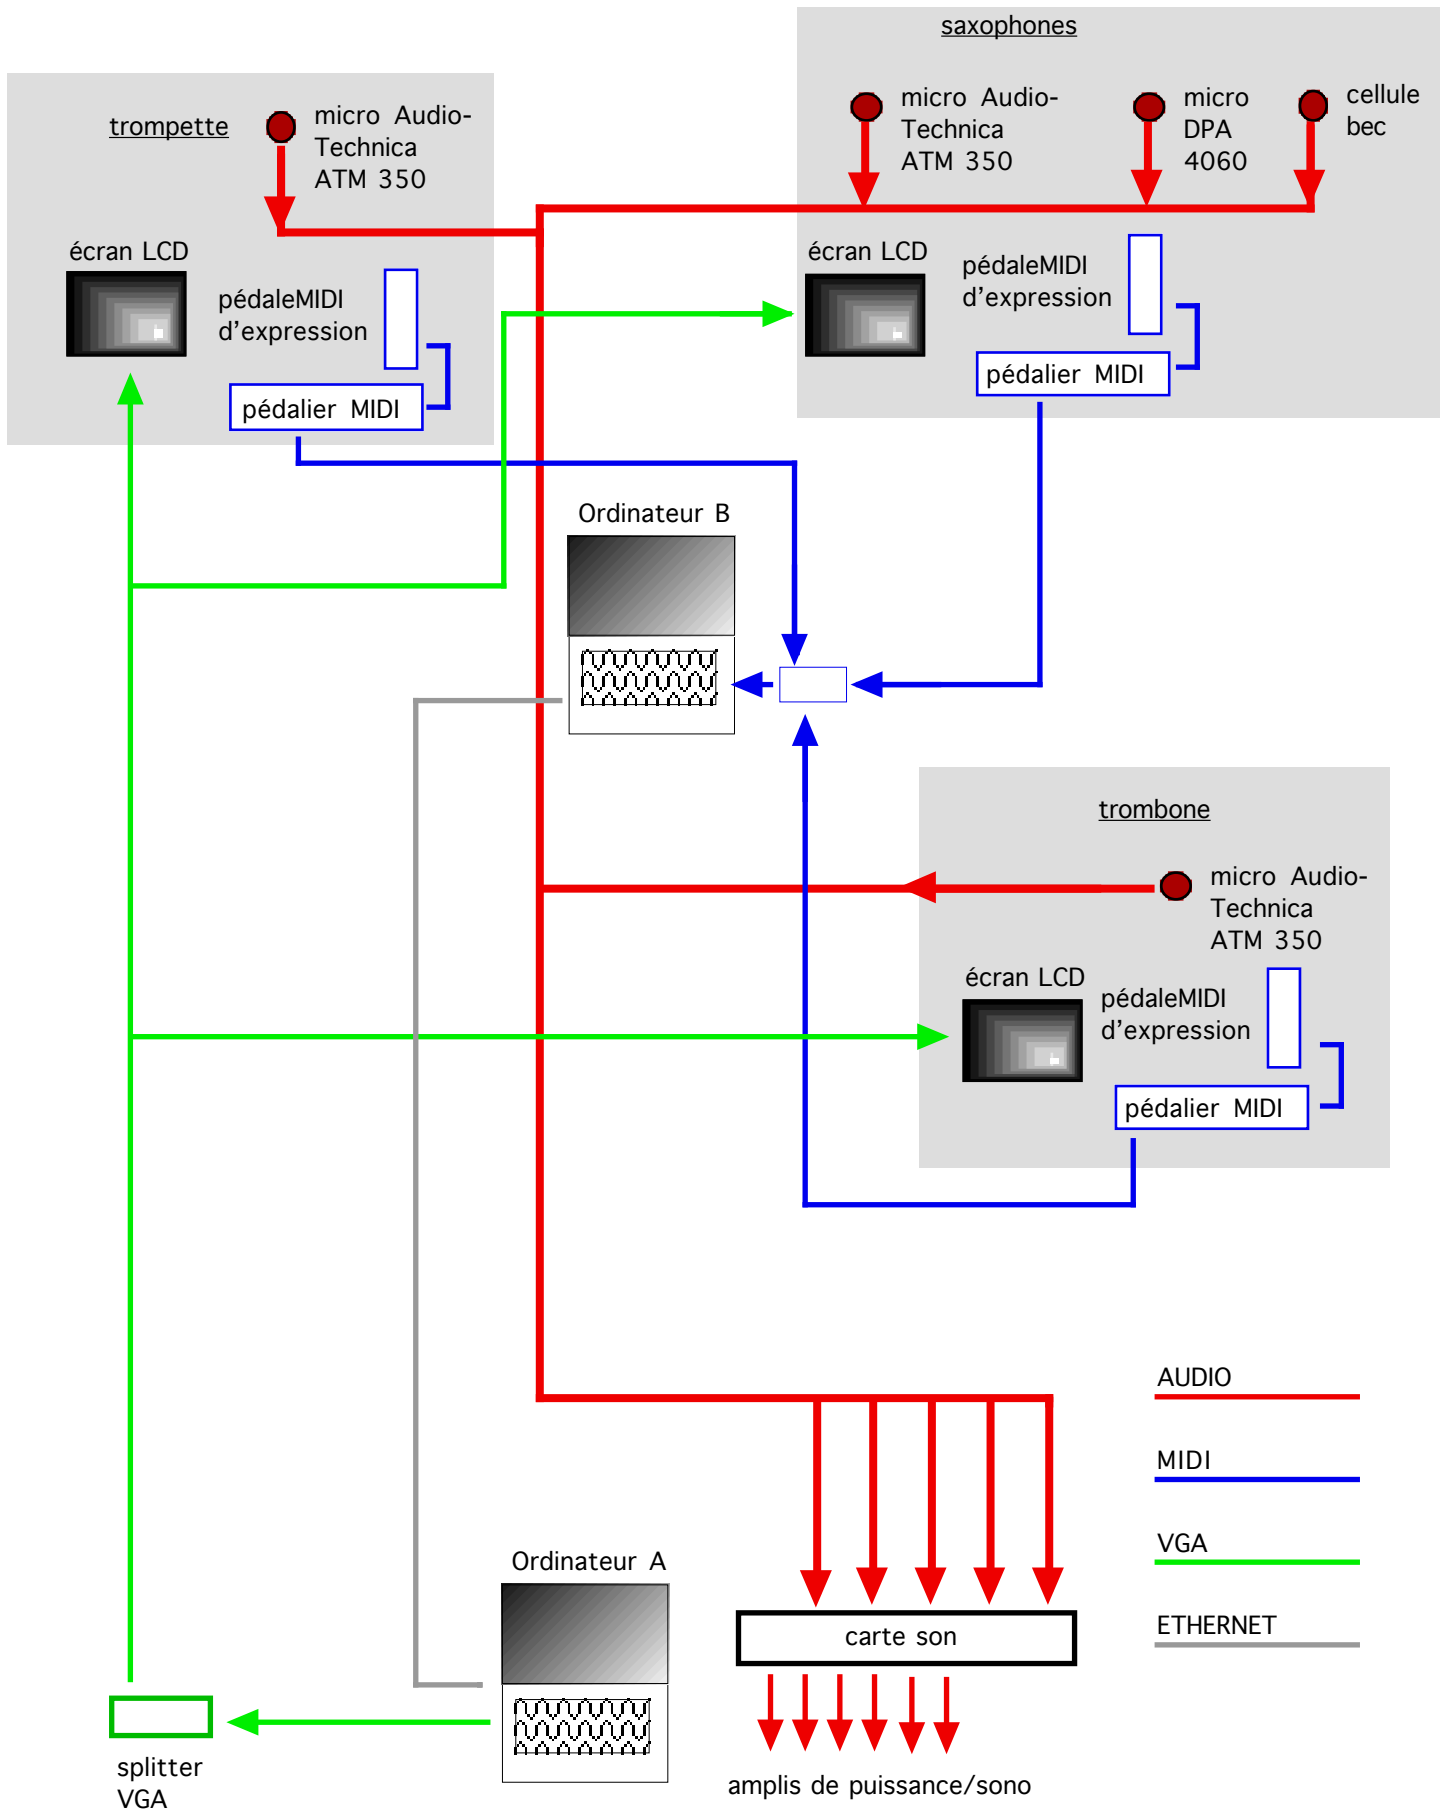 saxophones
micro Audio-
Technica
ATM 350
micro
DPA
4060
cellule
bec
écran LCD
pédaleMIDI
d'expression
pédalier MIDI
trompette
micro Audio-
Technica
ATM 350
écran LCD
pédaleMIDI
d'expression
pédalier MIDI
Ordinateur B
trombone
micro Audio-
Technica
ATM 350
écran LCD
pédaleMIDI
d'expression
pédalier MIDI
AUDIO
MIDI
VGA
ETHERNET
Ordinateur A
carte son
splitter
VGA
amplis de puissance/sono